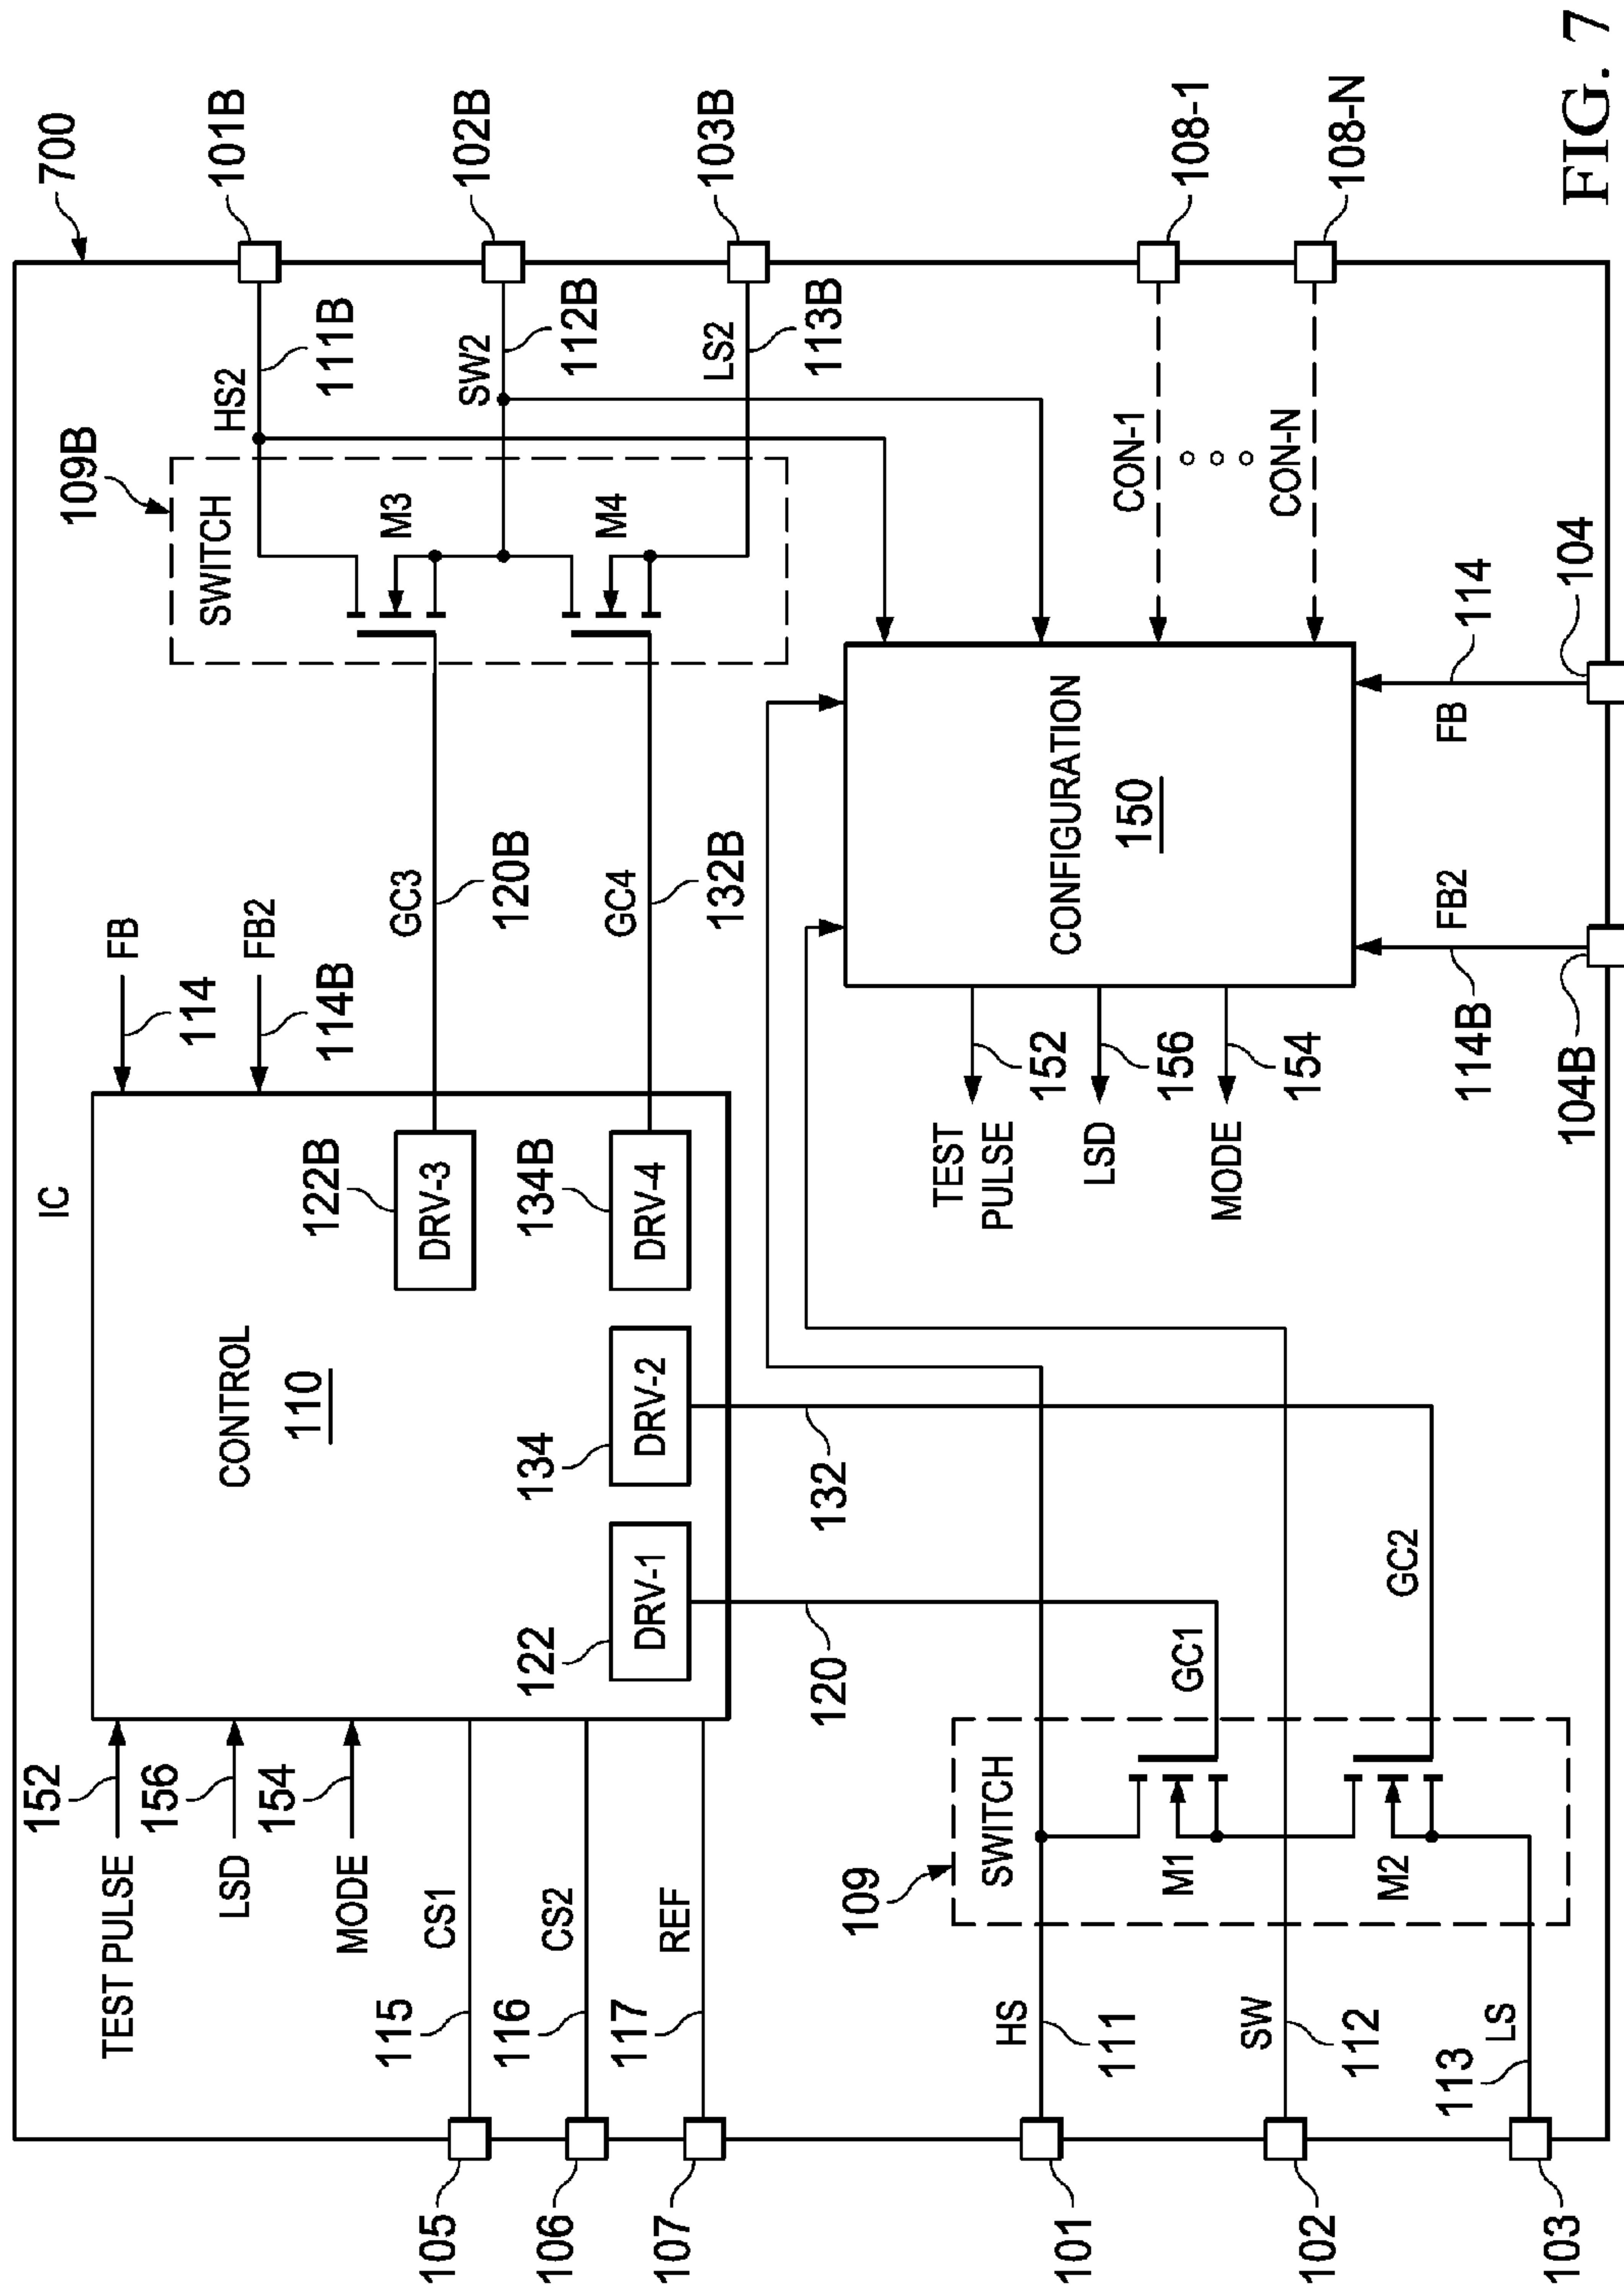 700
IC
152
TEST PULSE
156
LSD
154
MODE
CONTROL
110
FB
114
FB2
114B
105
115
CS1
106
116
CS2
107
117
REF
122
DRV-1
134
DRV-2
122B
DRV-3
134B
DRV-4
GC3
120B
GC4
132B
109B
SWITCH
M3
M4
HS2
111B
101B
SW2
112B
102B
LS2
113B
103B
120
132
101
HS
111
102
SW
112
103
113
LS
109
SWITCH
M1
M2
GC1
GC2
TEST
PULSE
152
LSD
156
MODE
154
CONFIGURATION
150
CON-1
108-1
CON-N
108-N
104B
114B
FB2
FB
114
104
FIG. 7